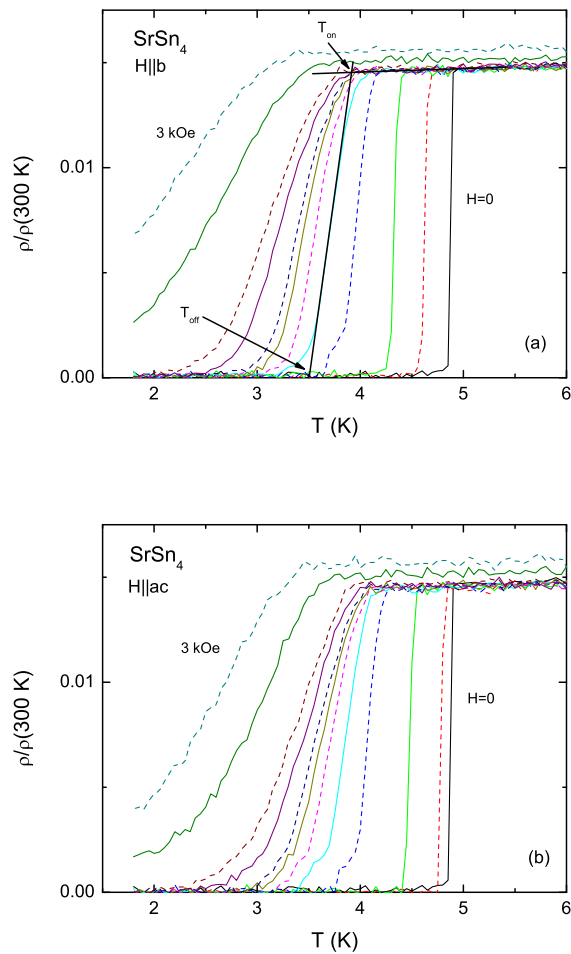 SrSn4
H||b
Ton
3 kOe
0.01
H=0
ρ/ρ(300 K)
Toff
(a)
0.00
2 3 4 5 6
T (K)
SrSn4
H||ac
3 kOe
0.01
H=0
ρ/ρ(300 K)
(b)
0.00
2 3 4 5 6
T (K)